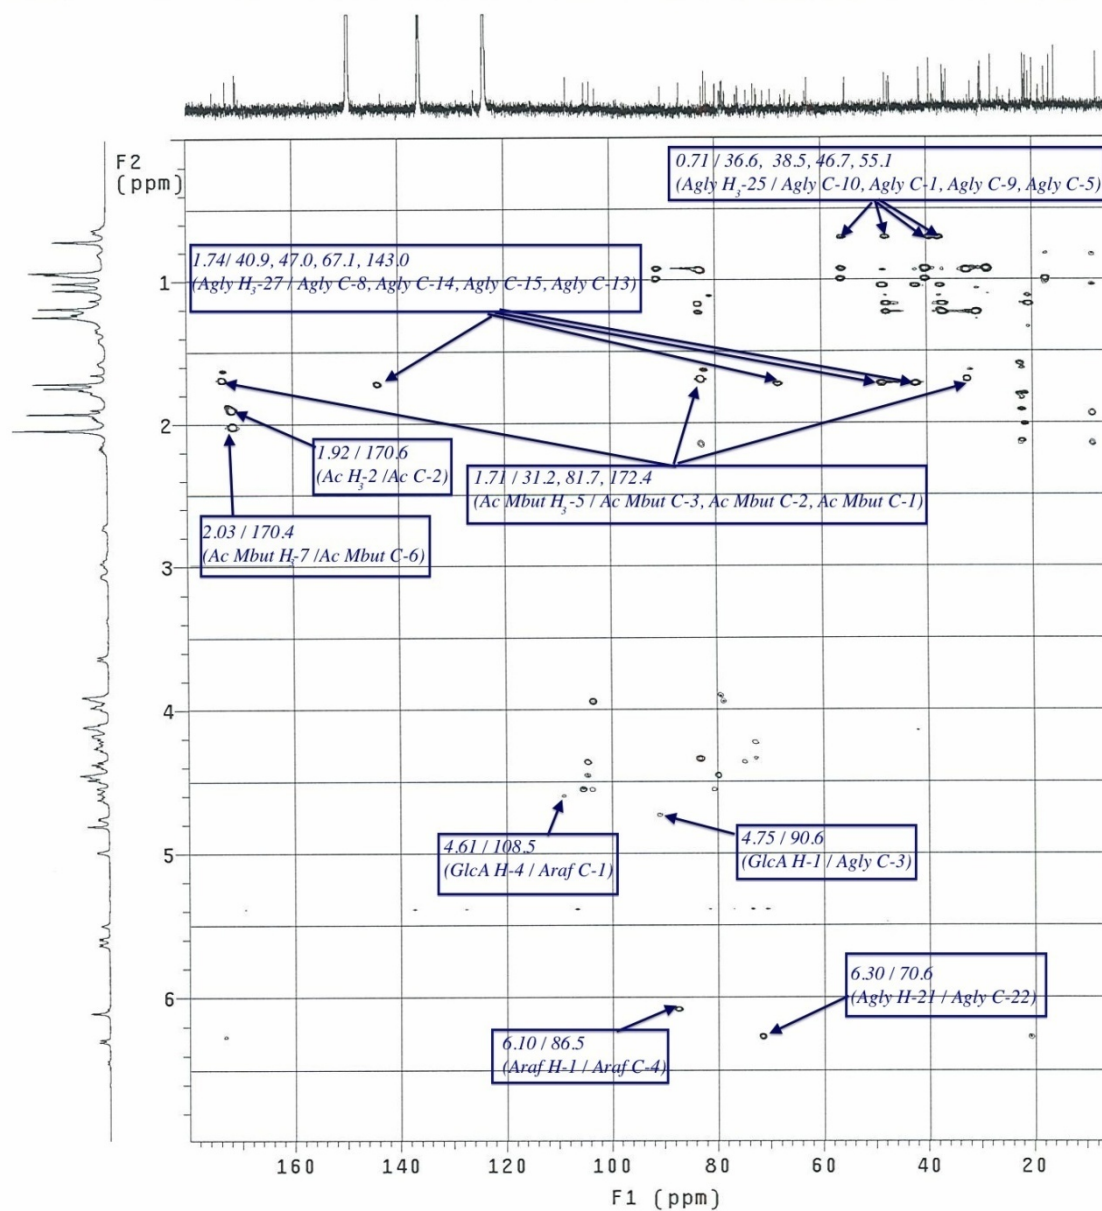 F2
(ppm)
0.71 / 36.6, 38.5, 46.7, 55.1
(Agly H3-25 / Agly C-10, Agly C-1, Agly C-9, Agly C-5)
1.74/ 40.9, 47.0, 67.1, 143.0
(Agly H3-27 / Agly C-8, Agly C-14, Agly C-15, Agly C-13)
1
2
1.92 / 170.6
(Ac H3-2 /Ac C-2)
1.71 / 31.2, 81.7, 172.4
(Ac Mbut H3-5 / Ac Mbut C-3, Ac Mbut C-2, Ac Mbut C-1)
2.03 / 170.4
(Ac Mbut H3-7 /Ac Mbut C-6)
3
4
4.61 / 108.5
(GlcA H-4 / Araf C-1)
4.75 / 90.6
(GlcA H-1 / Agly C-3)
5
6.30 / 70.6
(Agly H-21 / Agly C-22)
6
6.10 / 86.5
(Araf H-1 / Araf C-4)
160 140 120 100 80 60 40 20
F1 (ppm)